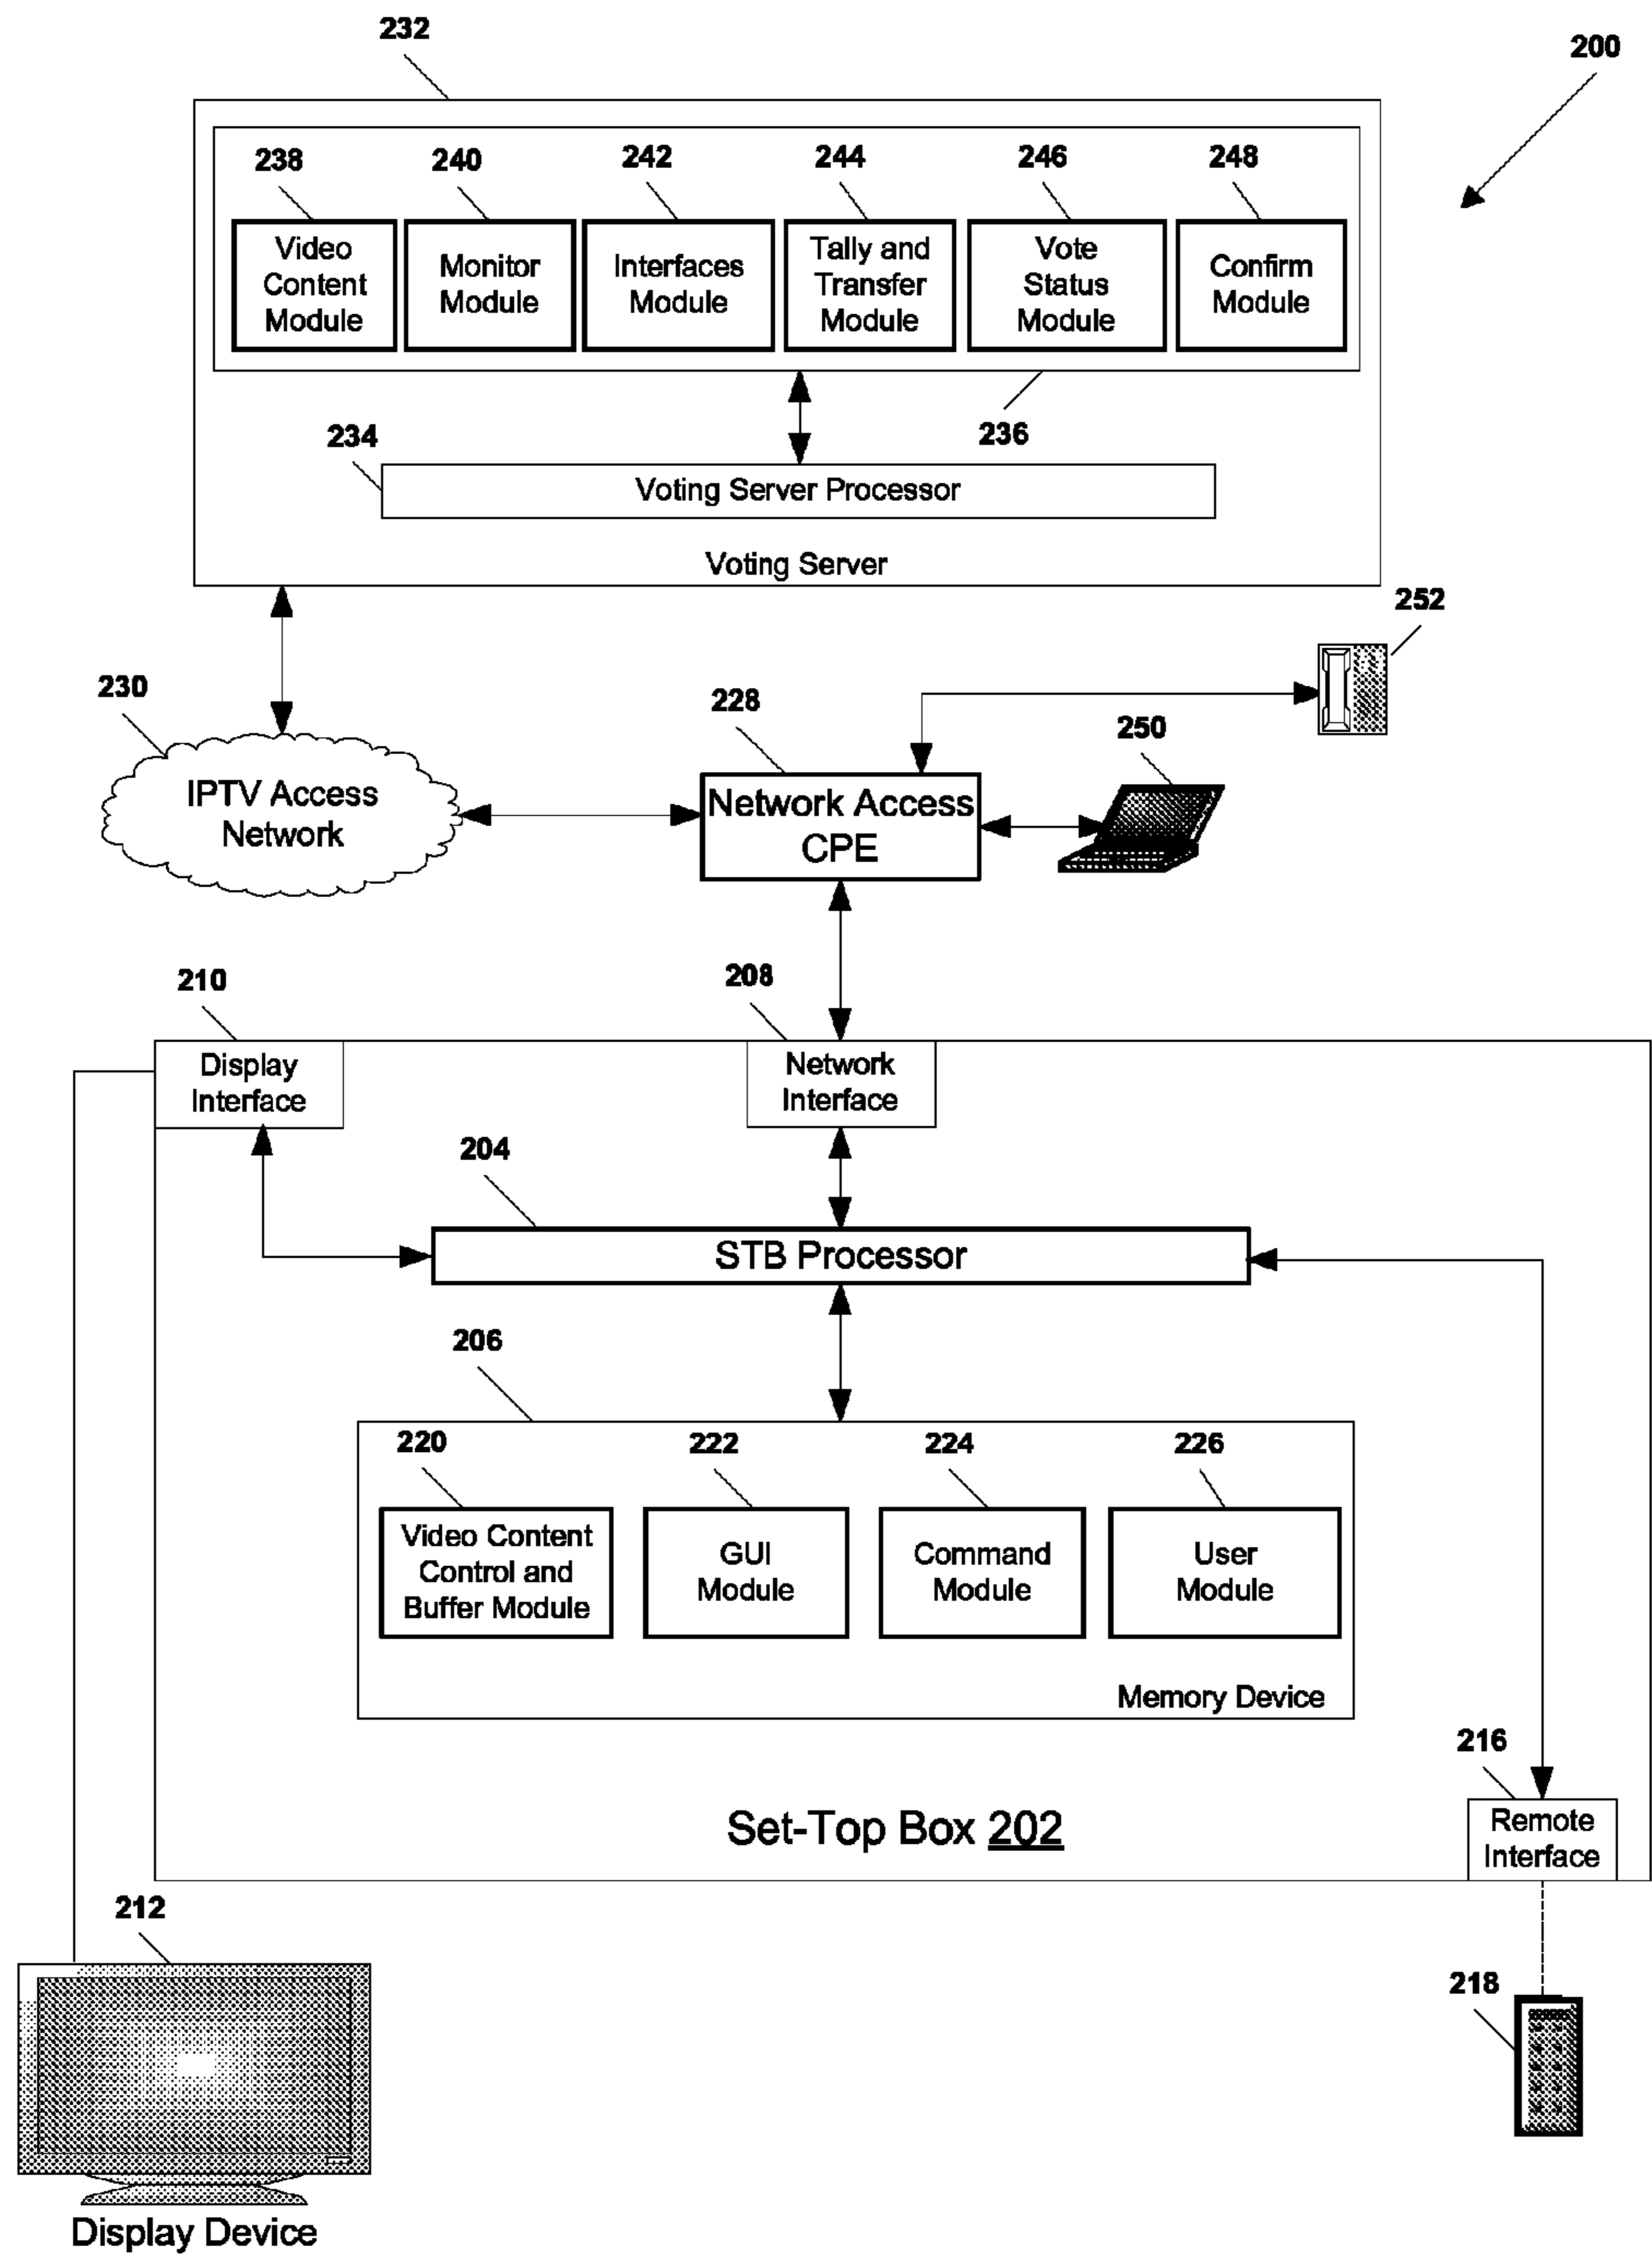 232
200
238
240
242
244
246
248
Video
Content
Module
Monitor
Module
Interfaces
Module
Tally and
Transfer
Module
Vote
Status
Module
Confirm
Module
234
236
Voting Server Processor
Voting Server
252
230
228
250
IPTV Access
Network
Network Access
CPE
210
208
Display
Interface
Network
Interface
204
STB Processor
206
220
222
224
226
Video Content
Control and
Buffer Module
GUI
Module
Command
Module
User
Module
Memory Device
216
Set-Top Box 202
Remote
Interface
212
218
Display Device